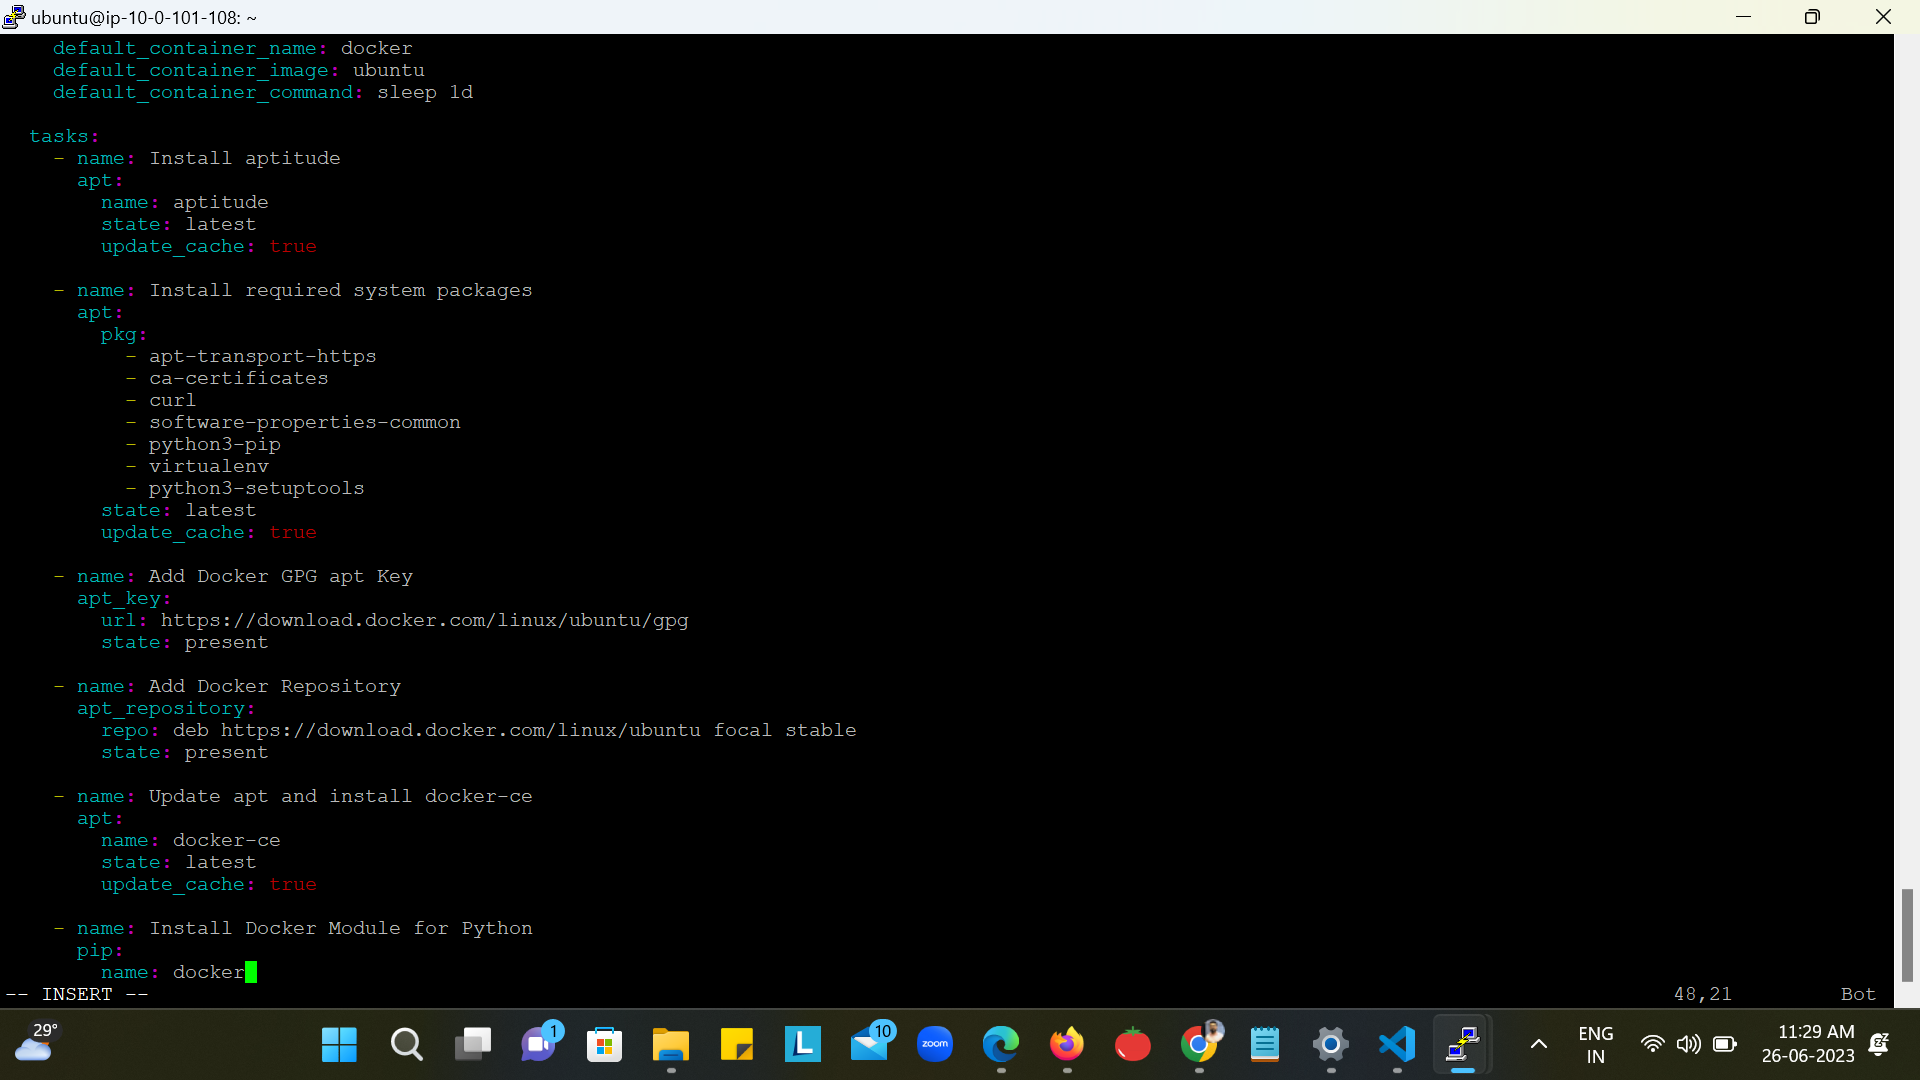 ubuntu@ip-10-0-101-108: ~
    default_container_name: docker
    default_container_image: ubuntu
    default_container_command: sleep 1d

  tasks:
    - name: Install aptitude
      apt:
        name: aptitude
        state: latest
        update_cache: true

    - name: Install required system packages
      apt:
        pkg:
          - apt-transport-https
          - ca-certificates
          - curl
          - software-properties-common
          - python3-pip
          - virtualenv
          - python3-setuptools
        state: latest
        update_cache: true

    - name: Add Docker GPG apt Key
      apt_key:
        url: https://download.docker.com/linux/ubuntu/gpg
        state: present

    - name: Add Docker Repository
      apt_repository:
        repo: deb https://download.docker.com/linux/ubuntu focal stable
        state: present

    - name: Update apt and install docker-ce
      apt:
        name: docker-ce
        state: latest
        update_cache: true

    - name: Install Docker Module for Python
      pip:
        name: docker
-- INSERT -- 48,21 Bot
29°
1
L
10
zoom
ENG
IN
11:29 AM
26-06-2023